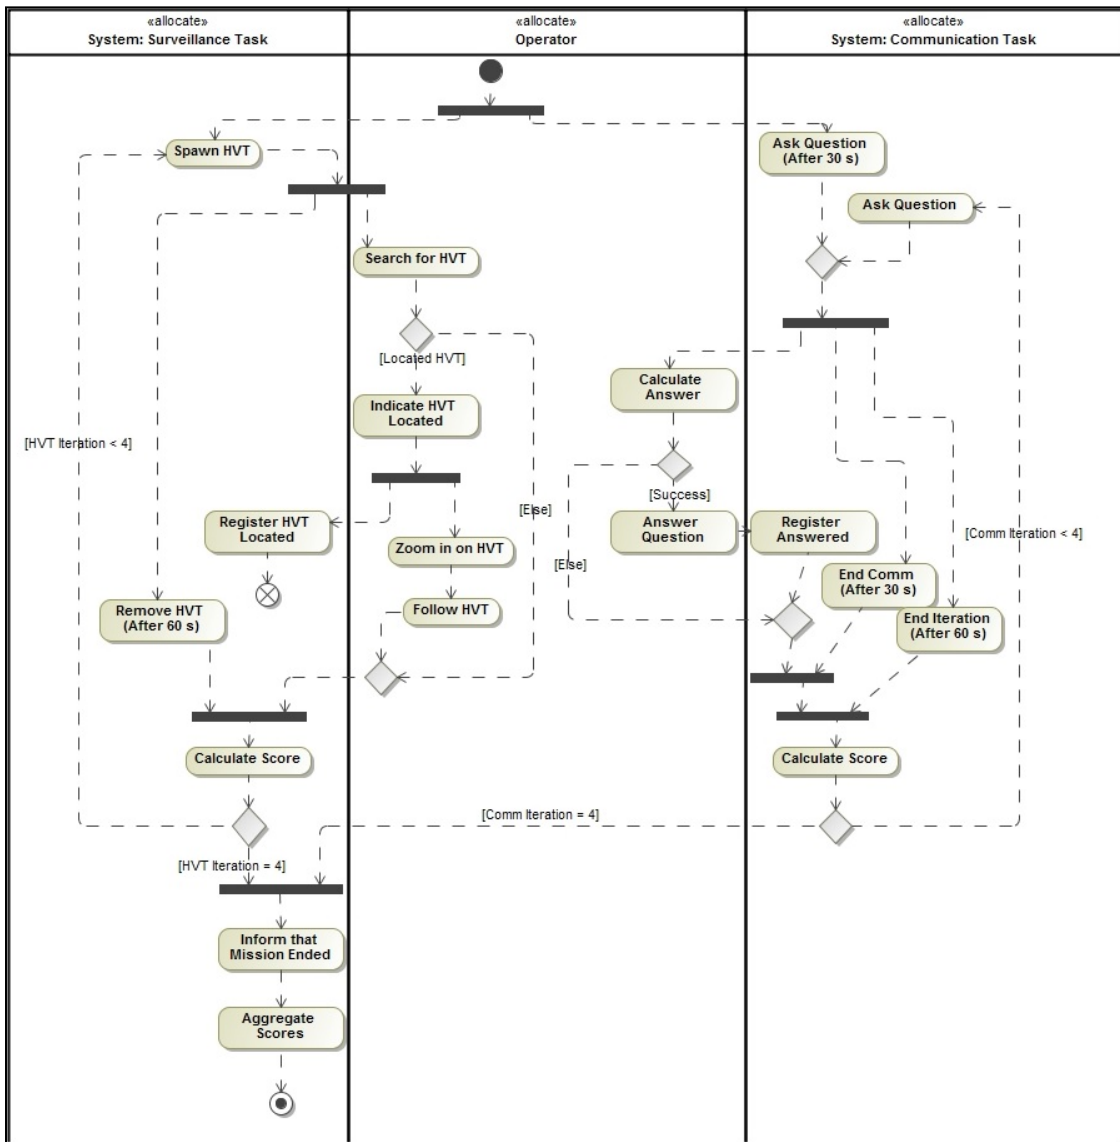 «allocate»
System: Surveillance Task
«allocate»
Operator
«allocate»
System: Communication Task
Spawn HVT
Ask Question
(After 30 s)
Ask Question
Search for HVT
[Located HVT]
Calculate
Answer
Indicate HVT
Located
[HVT Iteration < 4]
[Success]
[Else]
Register HVT
Located
Answer
Question
Register
Answered
[Comm Iteration < 4]
Zoom in on HVT
[Else]
End Comm
(After 30 s)
Remove HVT
(After 60 s)
Follow HVT
End Iteration
(After 60 s)
Calculate Score
Calculate Score
[Comm Iteration = 4]
[HVT Iteration = 4]
Inform that
Mission Ended
Aggregate
Scores